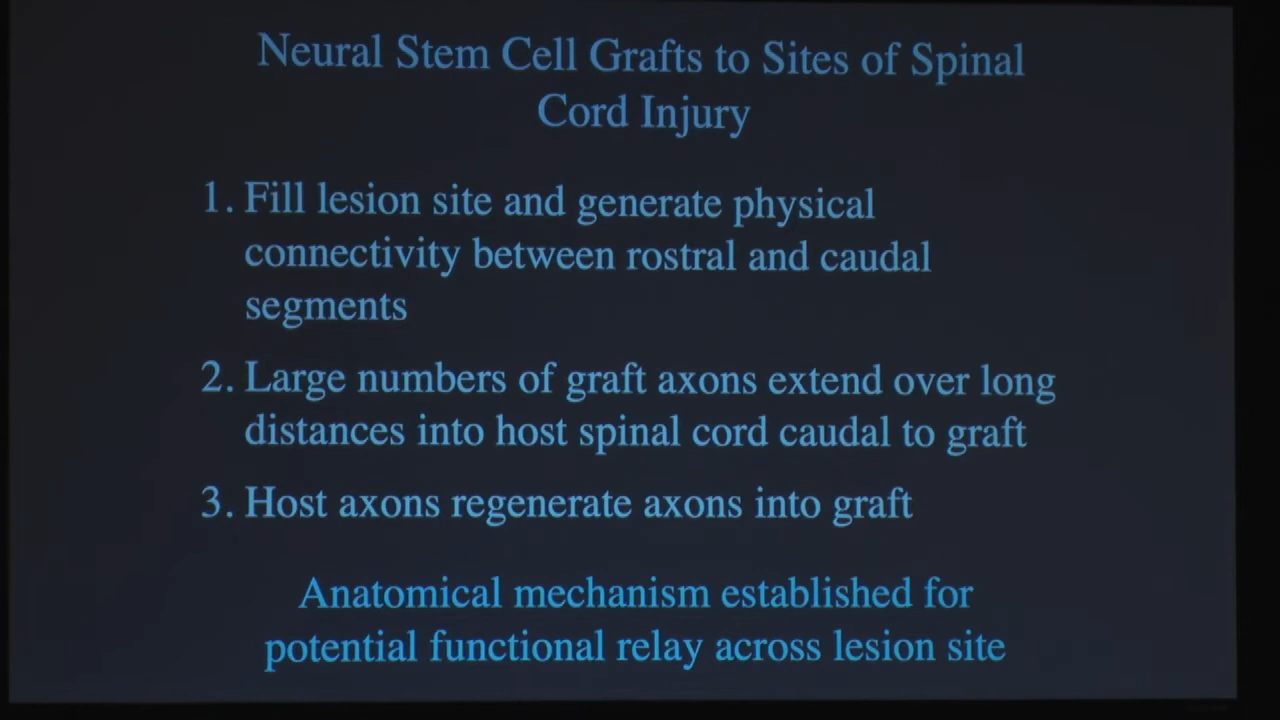 Neural Stem Cell Grafts to Sites of Spinal
Cord Injury
1. Fill lesion site and generate physical
connectivity between rostral and caudal
segments
2. Large numbers of graft axons extend over long
distances into host spinal cord caudal to graft
3. Host axons regenerate axons into graft
Anatomical mechanism established for
potential functional relay across lesion site